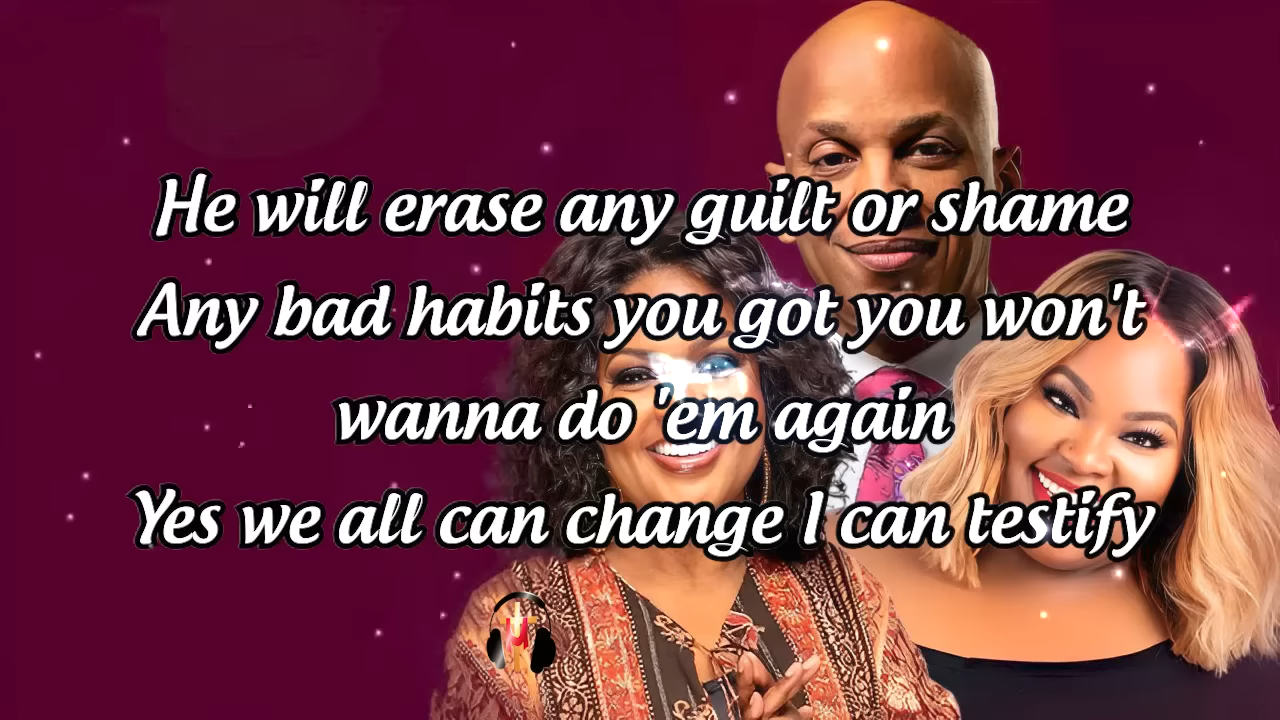 He will erase any guilt or shame
Any bad habits you got you won't
wanna do 'em again
Yes we all can change I can testify